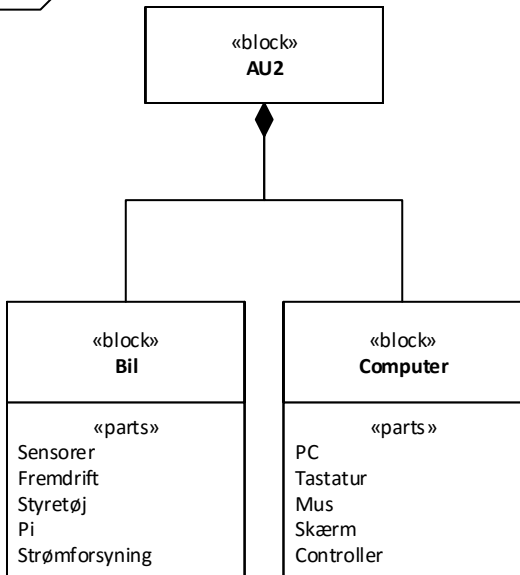 «block»
AU2
«block»
Bil
«parts»
Sensorer
Fremdrift
Styretøj
Pi
Strømforsyning
«block»
Computer
«parts»
PC
Tastatur
Mus
Skærm
Controller